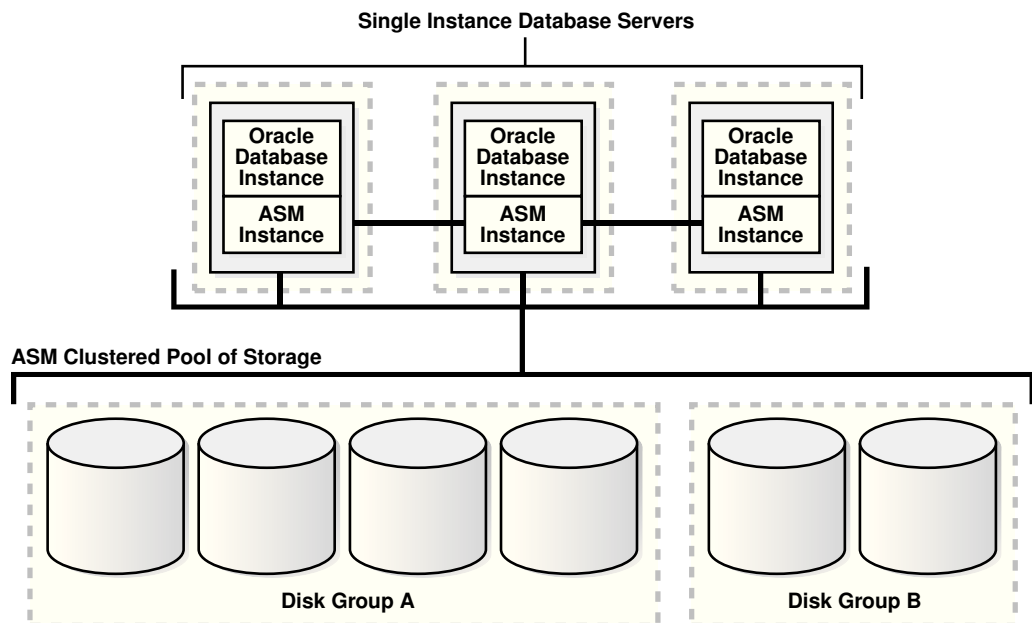 Single Instance Database Servers
Oracle
Database
Instance
ASM
Instance
Oracle
Database
Instance
ASM
Instance
Oracle
Database
Instance
ASM
Instance
ASM Clustered Pool of Storage
Disk Group A
Disk Group B